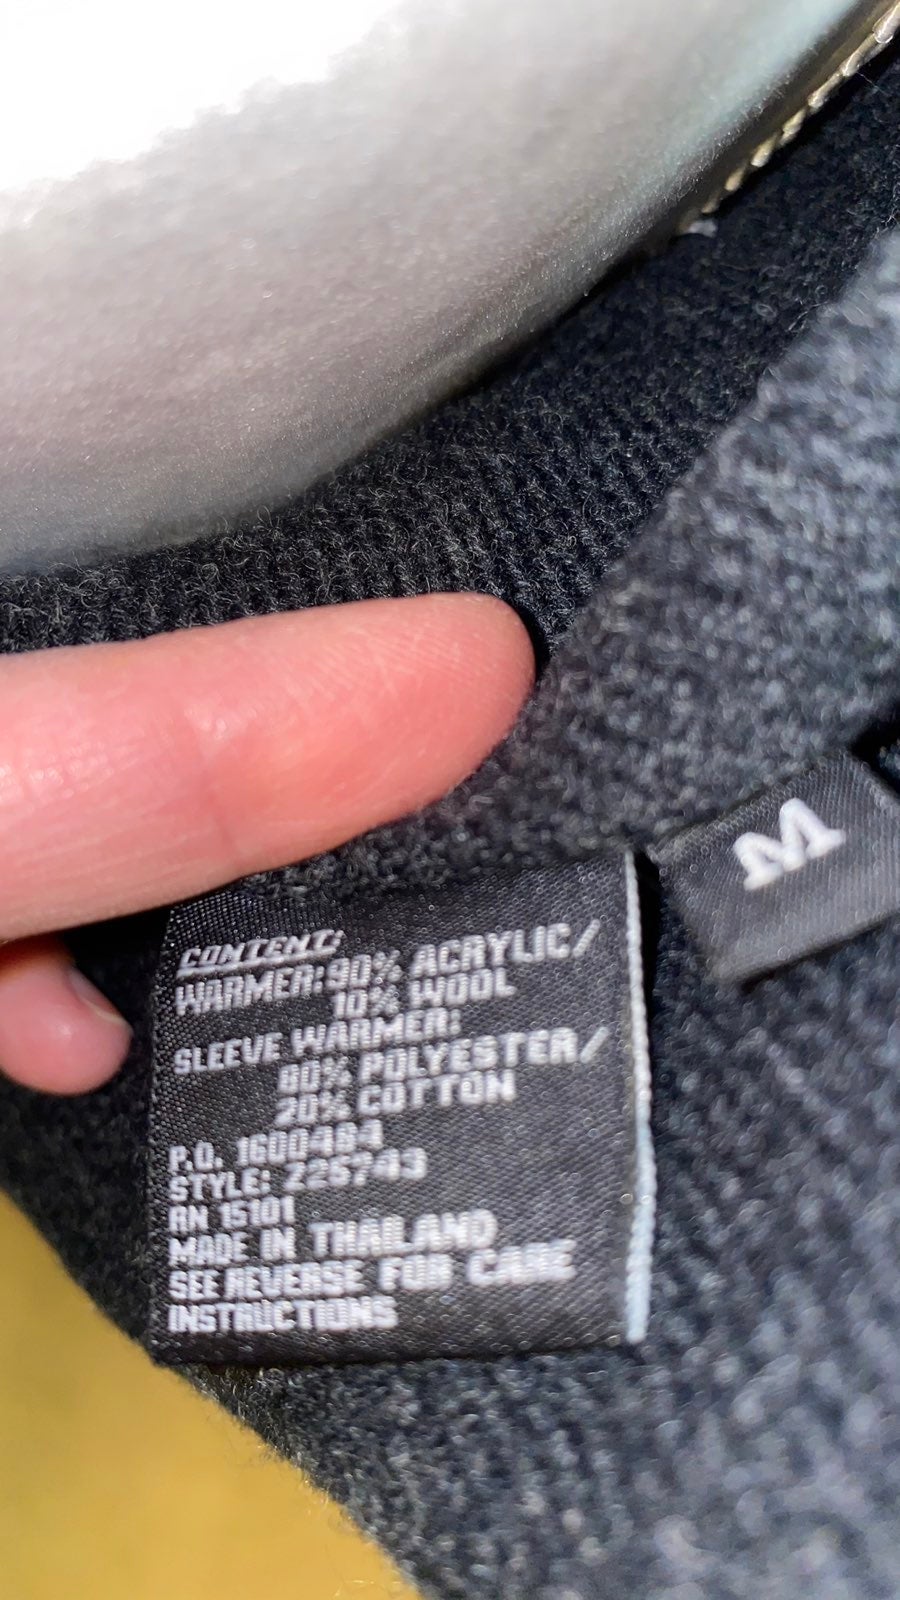 CONTENT:
WARMER: 90% ACRYLIC/
10% WOOL
SLEEVE WARMER:
80% POLYESTER/
20% COTTON
P.O. 1600484
STYLE: 226743
RN 15101
MADE IN THAILAND
SEE REVERSE FOR CARE
INSTRUCTIONS
M